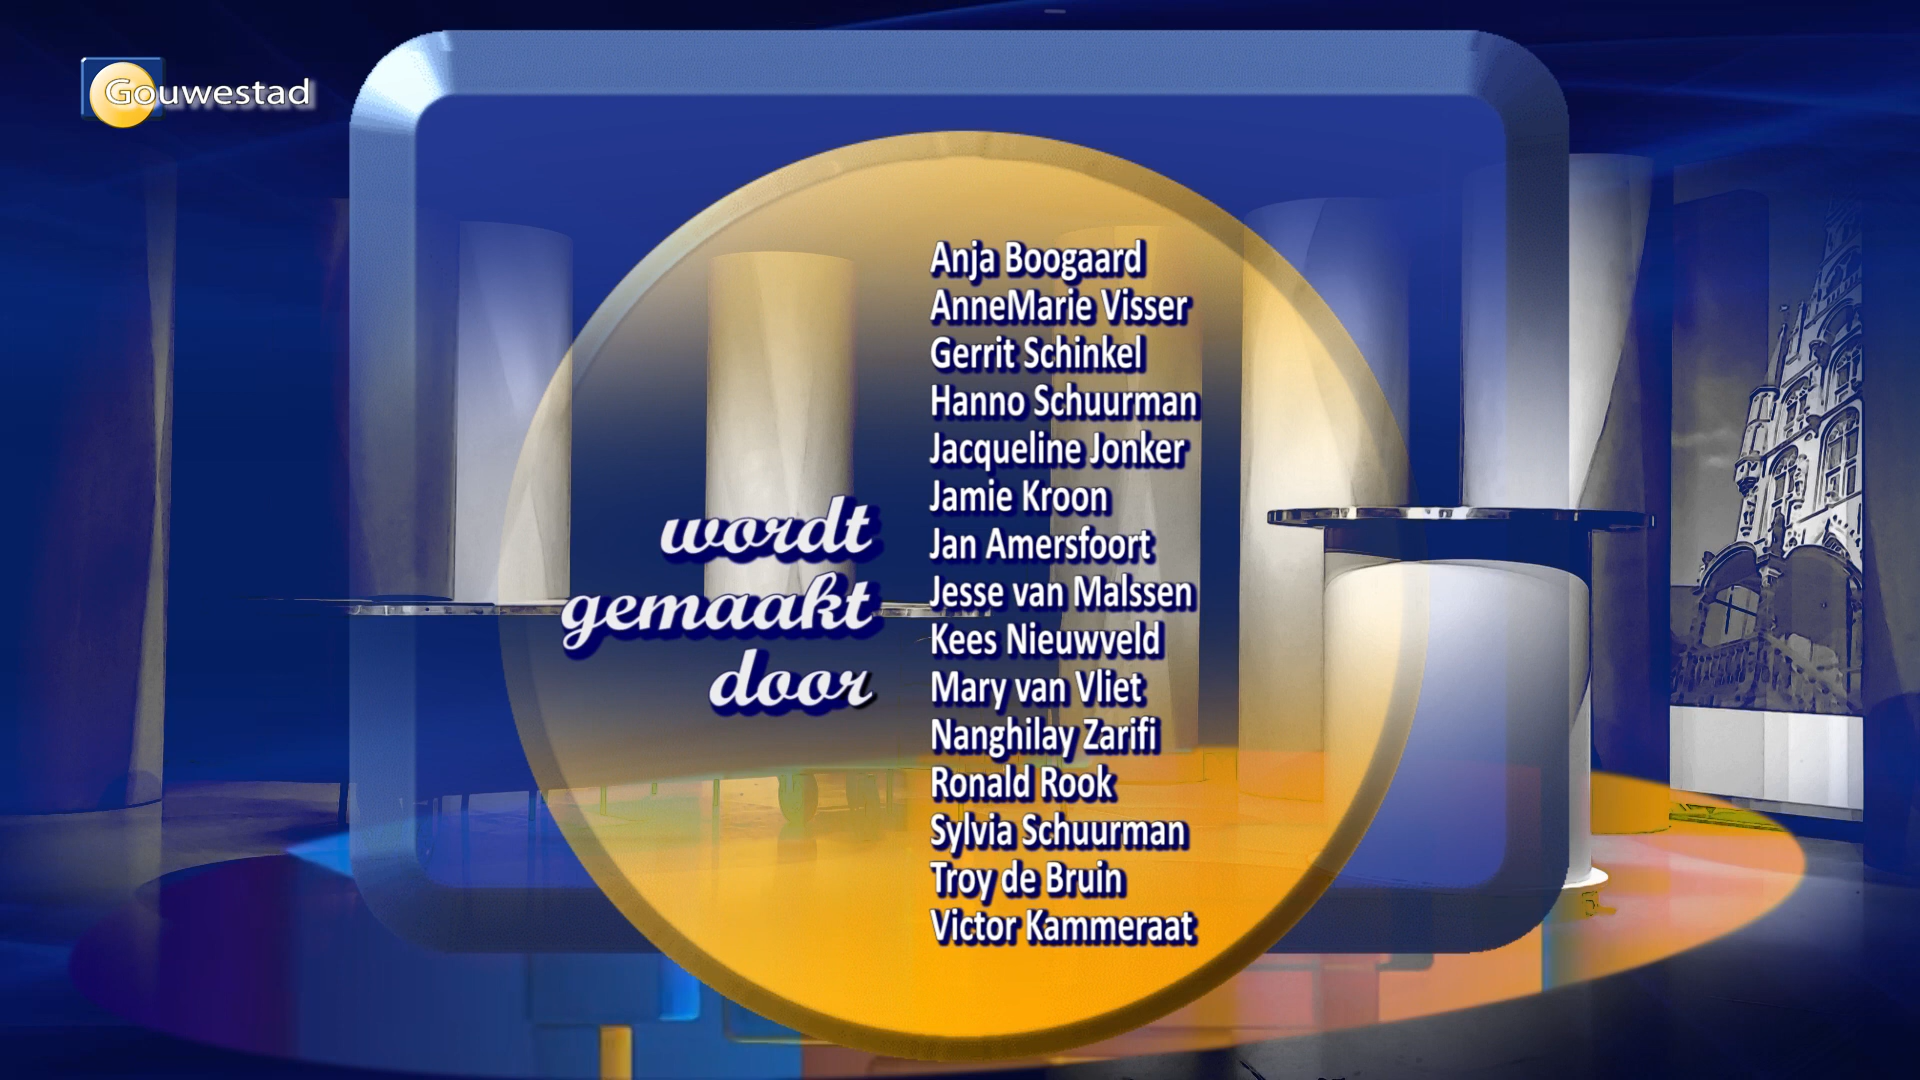 Gouwestad
wordt
gemaakt
door
Anja Boogaard
AnneMarie Visser
Gerrit Schinkel
Hanno Schuurman
Jacqueline Jonker
Jamie Kroon
Jan Amersfoort
Jesse van Malssen
Kees Nieuwveld
Mary van Vliet
Nanghilay Zarifi
Ronald Rook
Sylvia Schuurman
Troy de Bruin
Victor Kammeraat